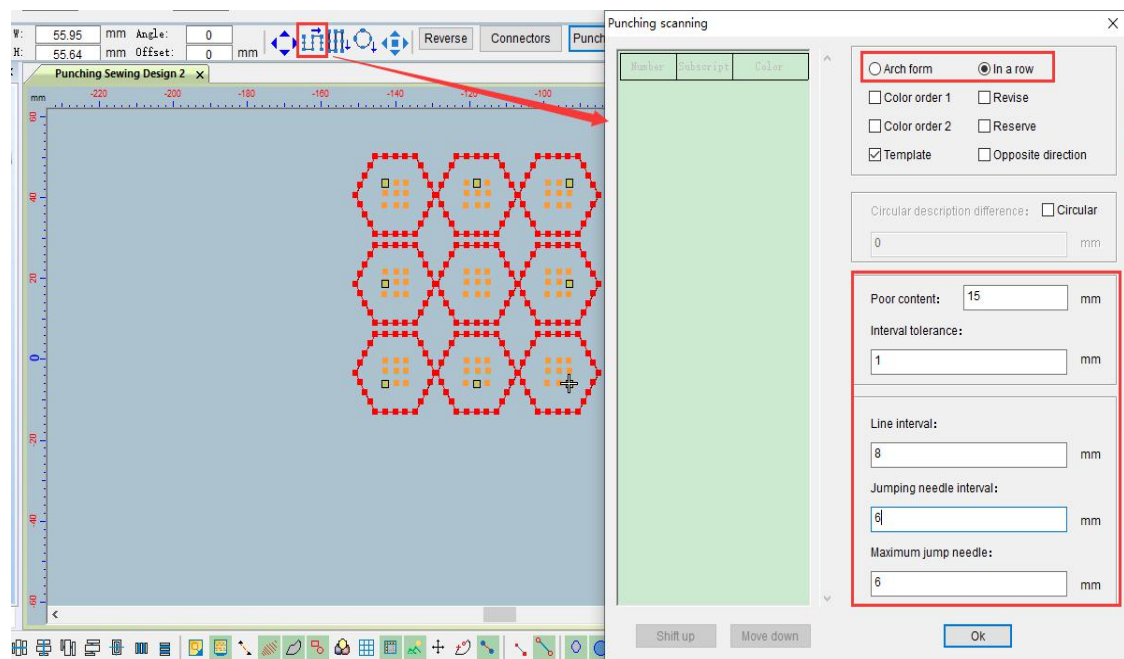 W: 55.95 mm Angle: 0
H: 55.64 mm Offset: 0 mm
Reverse Connectors Punch
Punching Sewing Design 2 x
mm -220 -200 -180 -160 -140 -120 -100
60
40
20
0
-20
-40
-60
Punching scanning
Number Subscript Color
Arch form In a row
Color order 1 Revise
Color order 2 Reserve
Template Opposite direction
Circular description difference: Circular
0 mm
Poor content: 15 mm
Interval tolerance:
1 mm
Line interval:
8 mm
Jumping needle interval:
6 mm
Maximum jump needle:
6 mm
Shift up Move down Ok